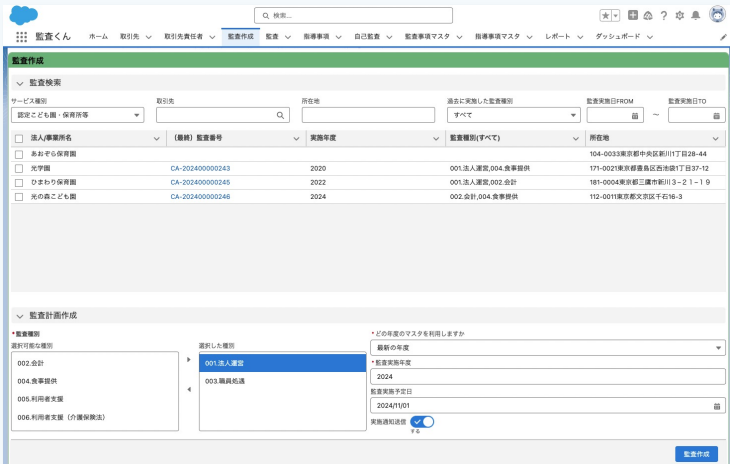 検索...
監査くん ホーム 取引先 取引先責任者 監査作成 監査 指導事項 自己監査 監査事項マスタ 指導事項マスタ レポート ダッシュボード
監査作成
監査検索
サービス種別 取引先 所在地 過去に実施した監査種別 監査実施日FROM 監査実施日TO
認定こども園・保育所等 すべて ~
法人/事業所名 (最終)監査番号 実施年度 監査種別(すべて) 所在地
あおぞら保育園 104-0033東京都中央区新川1丁目28-44
光学園 CA-202400000243 2020 001.法人運営,004.食事提供 171-0021東京都豊島区西池袋1丁目37-12
ひまわり保育園 CA-202400000245 2022 001.法人運営,002.会計 181-0004東京都三鷹市新川3-21-19
光の森こども園 CA-202400000246 2024 002.会計,004.食事提供 112-0011東京都文京区千石16-3
監査計画作成
*監査種別
選択可能な種別 選択した種別
002.会計
004.食事提供
005.利用者支援
006.利用者支援(介護保険法)
001.法人運営
003.職員処遇
*どの年度のマスタを利用しますか
最新の年度
*監査実施年度
2024
監査実施予定日
2024/11/01
実施通知送信
する
監査作成